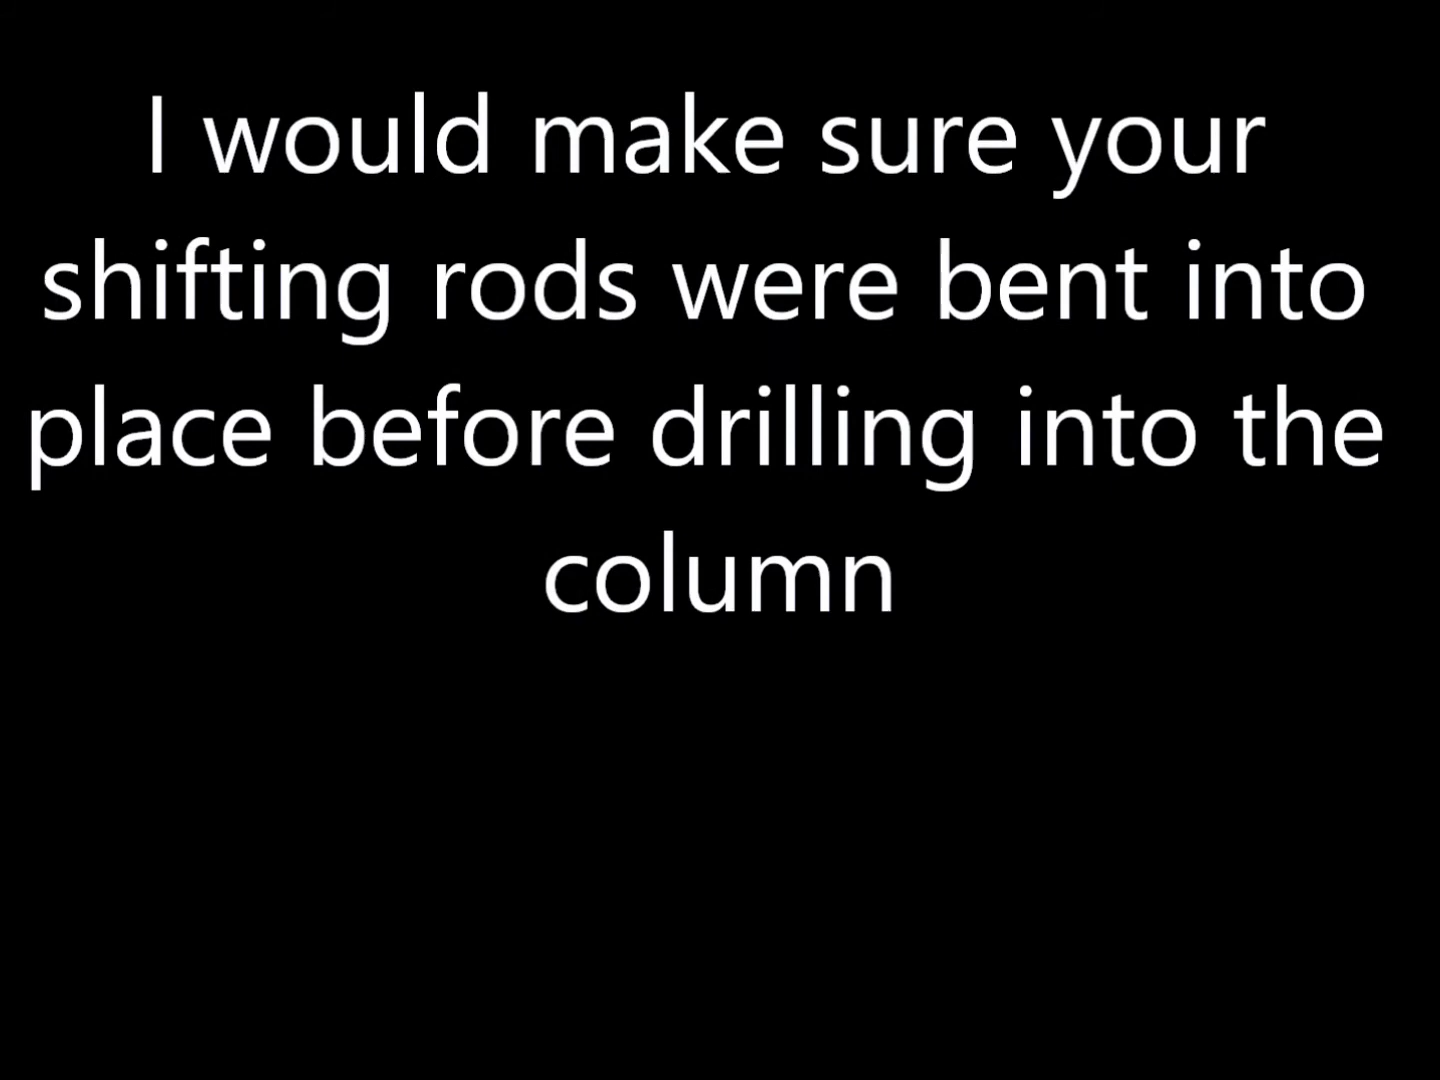 I would make sure your
shifting rods were bent into
place before drilling into the
column